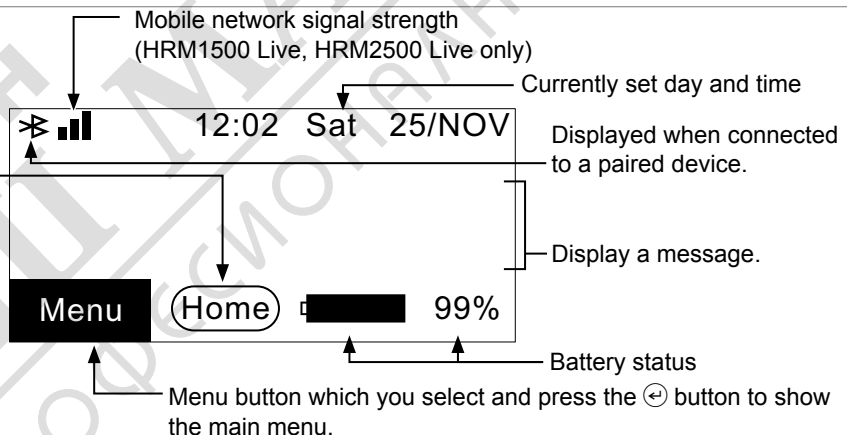 Mobile network signal strength
(HRM1500 Live, HRM2500 Live only)
Currently set day and time
12:02 Sat 25/NOV
Displayed when connected
to a paired device.
Display a message.
Menu Home 99%
Battery status
Menu button which you select and press the button to show
the main menu.